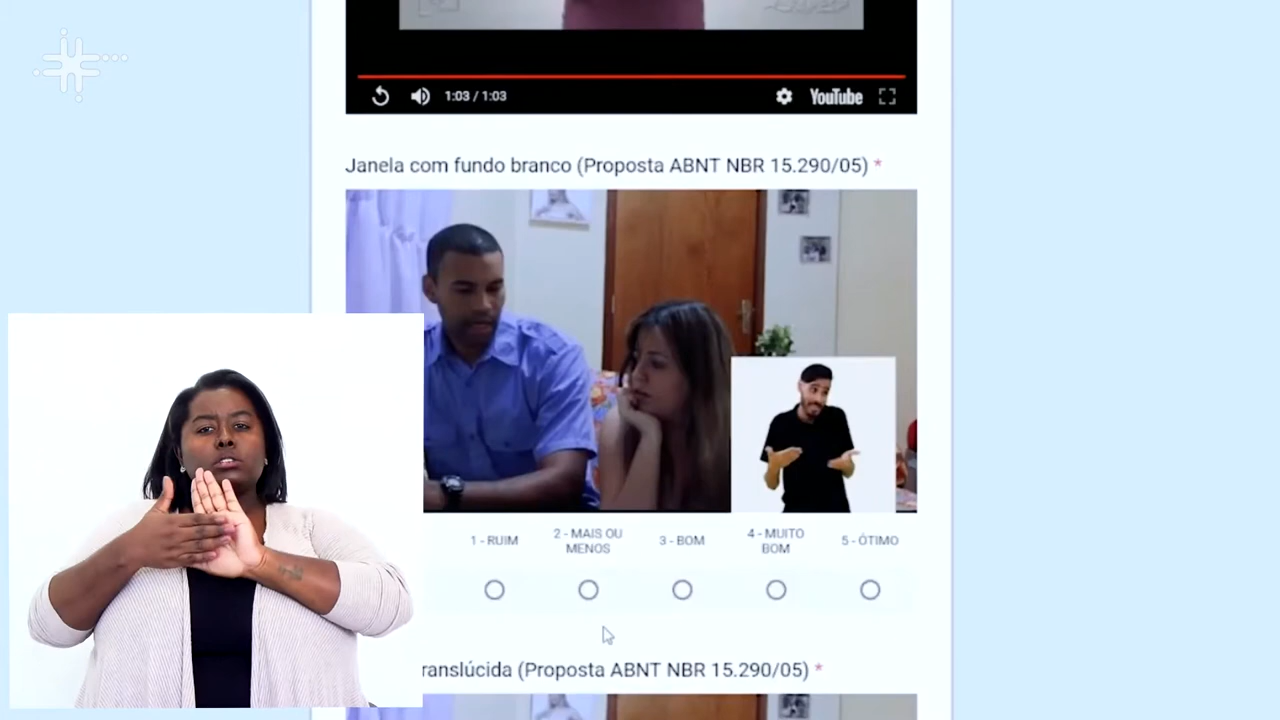 1:03 / 1:03
YouTube
Janela com fundo branco (Proposta ABNT NBR 15.290/05) *
1 - RUIM
2 - MAIS OU
MENOS
3 - BOM
4 - MUITO
BOM
5 - ÓTIMO
ranslúcida (Proposta ABNT NBR 15.290/05) *